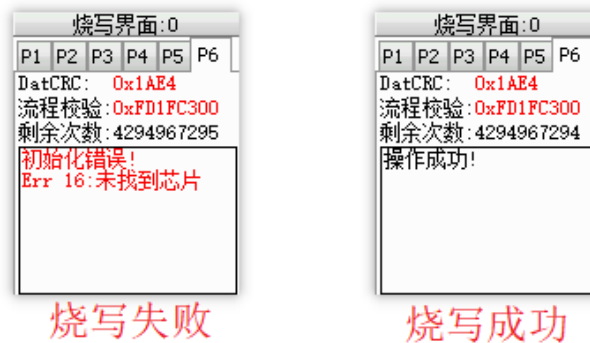 烧写界面:0
P1 P2 P3 P4 P5 P6
DatCRC: 0x1AE4
流程校验:0xFD1FC300
剩余次数:4294967295
初始化错误!
Err 16:未找到芯片
烧写失败
烧写界面:0
P1 P2 P3 P4 P5 P6
DatCRC: 0x1AE4
流程校验:0xFD1FC300
剩余次数:4294967294
操作成功!
烧写成功